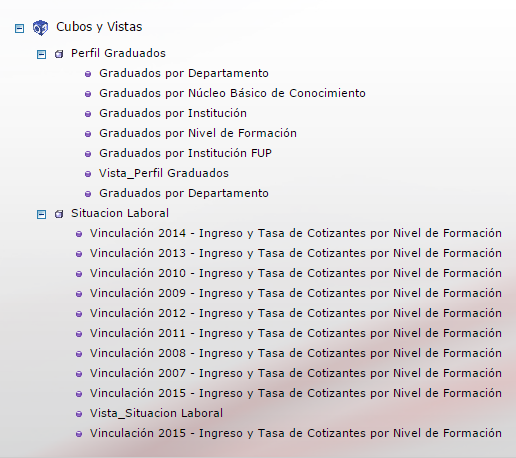 Cubos y Vistas
Perfil Graduados
Graduados por Departamento
Graduados por Núcleo Básico de Conocimiento
Graduados por Institución
Graduados por Nivel de Formación
Graduados por Institución FUP
Vista_Perfil Graduados
Graduados por Departamento
Situacion Laboral
Vinculación 2014 - Ingreso y Tasa de Cotizantes por Nivel de Formación
Vinculación 2013 - Ingreso y Tasa de Cotizantes por Nivel de Formación
Vinculación 2010 - Ingreso y Tasa de Cotizantes por Nivel de Formación
Vinculación 2009 - Ingreso y Tasa de Cotizantes por Nivel de Formación
Vinculación 2012 - Ingreso y Tasa de Cotizantes por Nivel de Formación
Vinculación 2011 - Ingreso y Tasa de Cotizantes por Nivel de Formación
Vinculación 2008 - Ingreso y Tasa de Cotizantes por Nivel de Formación
Vinculación 2007 - Ingreso y Tasa de Cotizantes por Nivel de Formación
Vinculación 2015 - Ingreso y Tasa de Cotizantes por Nivel de Formación
Vista_Situacion Laboral
Vinculación 2015 - Ingreso y Tasa de Cotizantes por Nivel de Formación